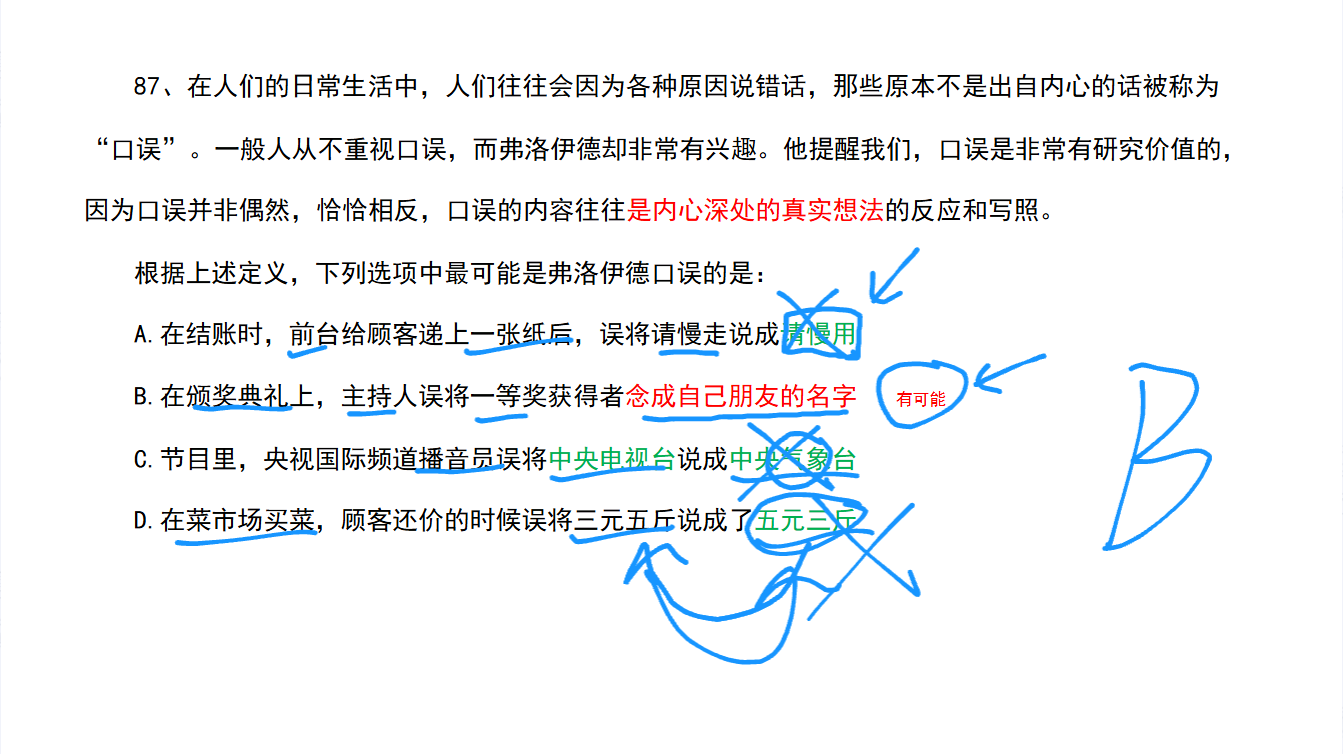 87、在人们的日常生活中，人们往往会因为各种原因说错话，那些原本不是出自内心的话被称为
“口误”。一般人从不重视口误，而弗洛伊德却非常有兴趣。他提醒我们，口误是非常有研究价值的，
因为口误并非偶然，恰恰相反，口误的内容往往是内心深处的真实想法的反应和写照。
根据上述定义，下列选项中最可能是弗洛伊德口误的是：
A.在结账时，前台给顾客递上一张纸后，误将请慢走说成请慢用
B.在颁奖典礼上，主持人误将一等奖获得者念成自己朋友的名字 有可能
C.节目里，央视国际频道播音员误将中央电视台说成中央气象台
D.在菜市场买菜，顾客还价的时候误将三元五斤说成了五元三斤
B